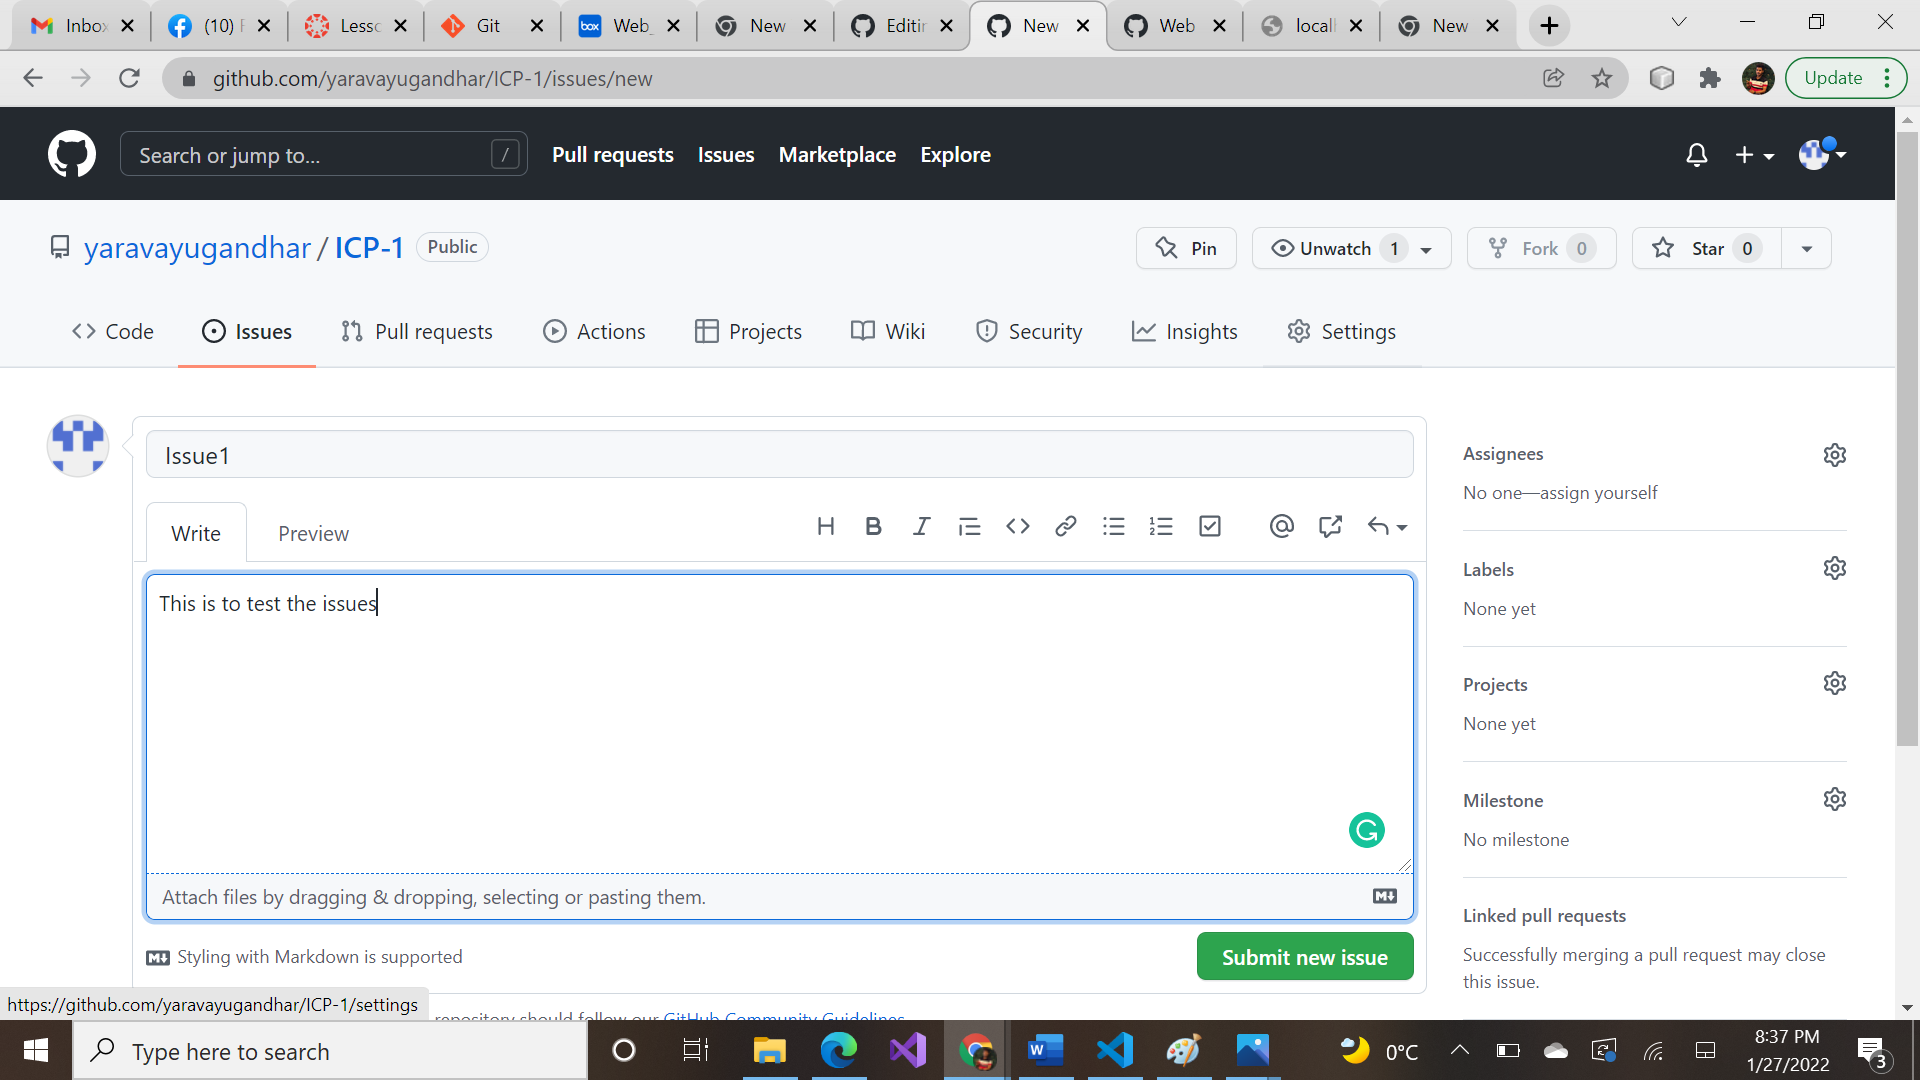 Inbo
(10) F
Lesso
Git
Web_
New
Editin
New
Web
locall
New
github.com/yaravayugandhar/ICP-1/issues/new
Update
Search or jump to...
/
Pull requests
Issues
Marketplace
Explore
yaravayugandhar / ICP-1
Public
Pin
Unwatch 1
Fork 0
Star 0
Code
Issues
Pull requests
Actions
Projects
Wiki
Security
Insights
Settings
Issue1
Write
Preview
This is to test the issues
Attach files by dragging & dropping, selecting or pasting them.
Styling with Markdown is supported
Submit new issue
Assignees
No one—assign yourself
Labels
None yet
Projects
None yet
Milestone
No milestone
Linked pull requests
Successfully merging a pull request may close
this issue.
https://github.com/yaravayugandhar/ICP-1/settings
repository should follow our GitHub Community Guidelines
Type here to search
0°C
8:37 PM
1/27/2022
3